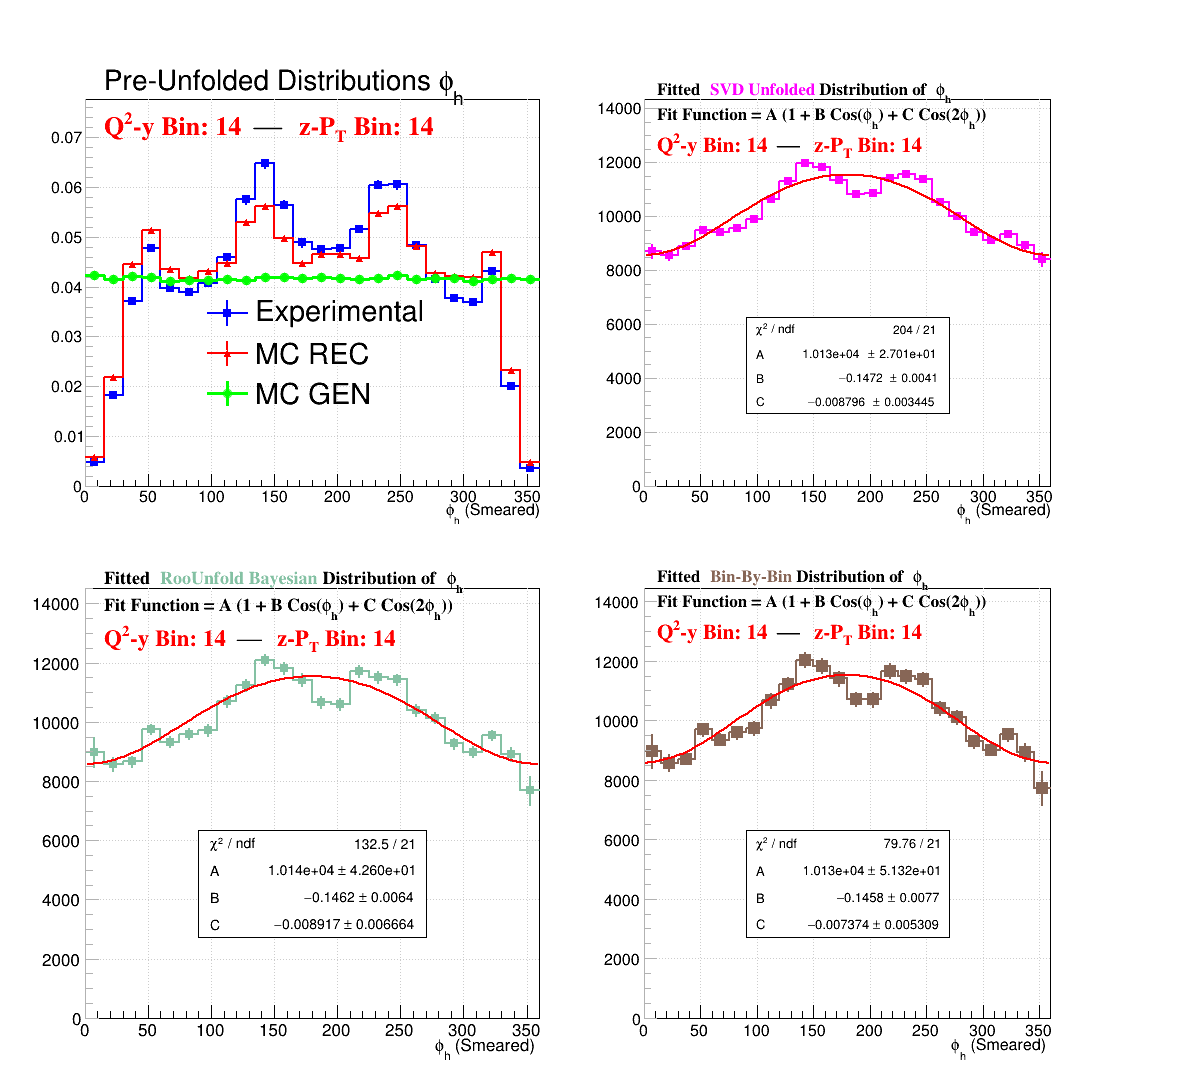 Pre-Unfolded Distributions ϕh
Q²-y Bin: 14 — z-PT Bin: 14
0.07
0.06
0.05
0.04
0.03
0.02
0.01
0
Experimental
MC REC
MC GEN
0 50 100 150 200 250 300 350
ϕh (Smeared)
Fitted SVD Unfolded Distribution of ϕh
Fit Function = A (1 + B Cos(ϕh) + C Cos(2ϕh))
Q²-y Bin: 14 — z-PT Bin: 14
14000
12000
10000
8000
6000
4000
2000
0
χ² / ndf 204 / 21
A 1.013e+04 ± 2.701e+01
B −0.1472 ± 0.0041
C −0.008796 ± 0.003445
0 50 100 150 200 250 300 350
ϕh (Smeared)
Fitted RooUnfold Bayesian Distribution of ϕh
Fit Function = A (1 + B Cos(ϕh) + C Cos(2ϕh))
Q²-y Bin: 14 — z-PT Bin: 14
14000
12000
10000
8000
6000
4000
2000
0
χ² / ndf 132.5 / 21
A 1.014e+04 ± 4.260e+01
B −0.1462 ± 0.0064
C −0.008917 ± 0.006664
0 50 100 150 200 250 300 350
ϕh (Smeared)
Fitted Bin-By-Bin Distribution of ϕh
Fit Function = A (1 + B Cos(ϕh) + C Cos(2ϕh))
Q²-y Bin: 14 — z-PT Bin: 14
14000
12000
10000
8000
6000
4000
2000
0
χ² / ndf 79.76 / 21
A 1.013e+04 ± 5.132e+01
B −0.1458 ± 0.0077
C −0.007374 ± 0.005309
0 50 100 150 200 250 300 350
ϕh (Smeared)